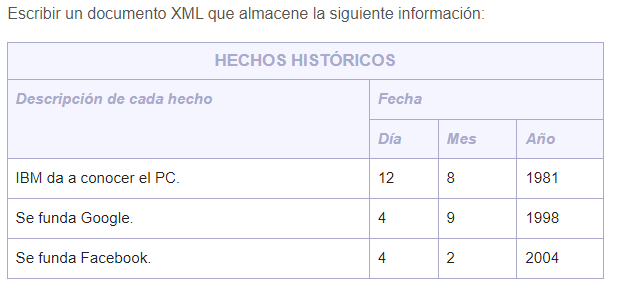 Escribir un documento XML que almacene la siguiente información:
HECHOS HISTÓRICOS
Descripción de cada hecho Fecha
Día Mes Año
IBM da a conocer el PC. 12 8 1981
Se funda Google. 4 9 1998
Se funda Facebook. 4 2 2004